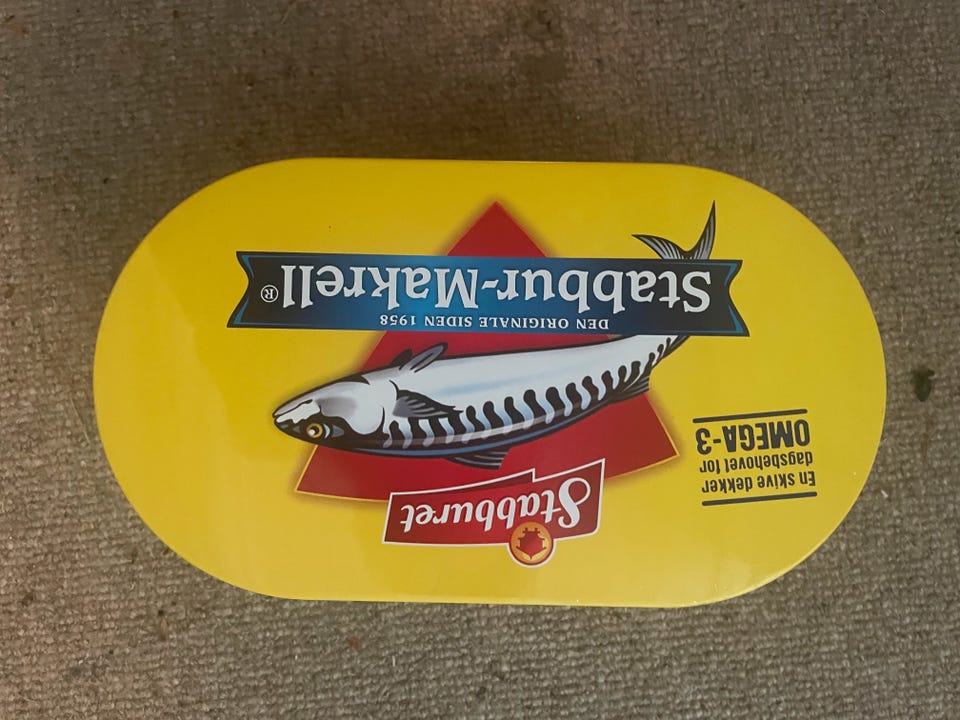 Stabburet
En skive dekker
dagsbehovet for
OMEGA-3
DEN ORIGINALE SIDEN 1958
Stabbur-Makrell®